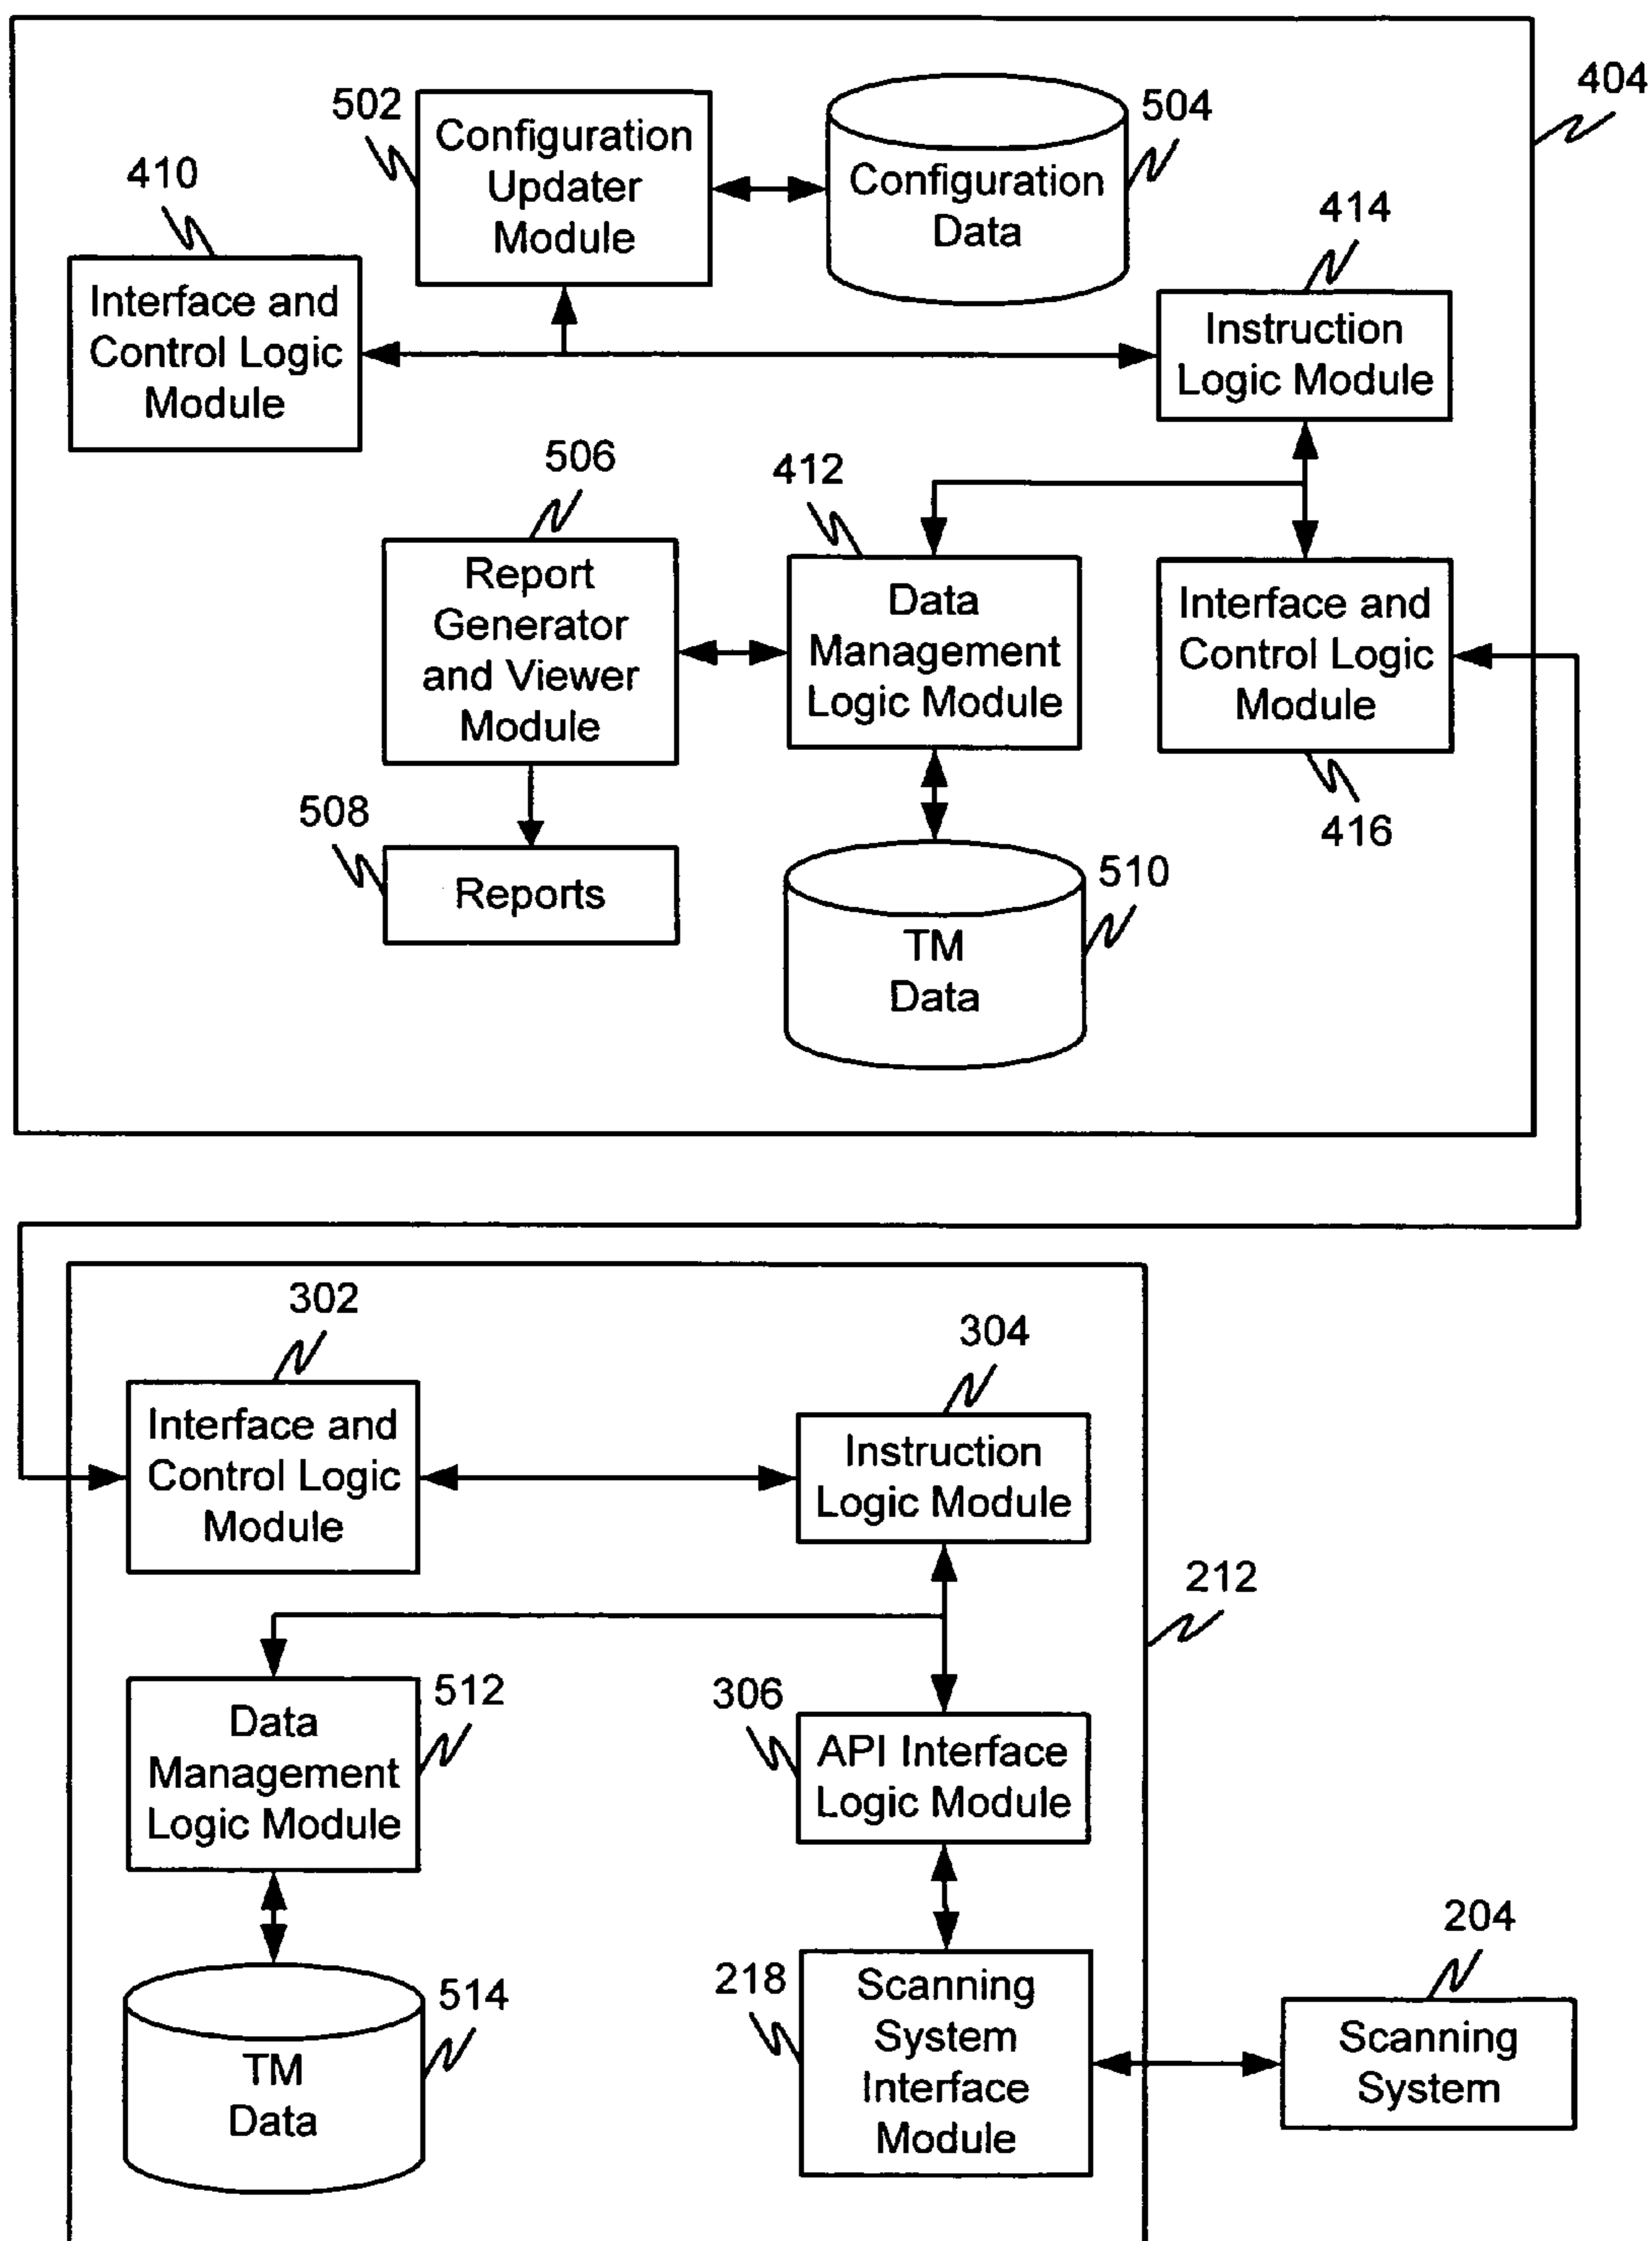 404
502
Configuration
Updater
Module
504
Configuration
Data
410
Interface and
Control Logic
Module
414
Instruction
Logic Module
506
Report
Generator
and Viewer
Module
412
Data
Management
Logic Module
Interface and
Control Logic
Module
416
508
Reports
510
TM
Data
302
Interface and
Control Logic
Module
304
Instruction
Logic Module
212
512
Data
Management
Logic Module
306
API Interface
Logic Module
514
TM
Data
218
Scanning
System
Interface
Module
204
Scanning
System